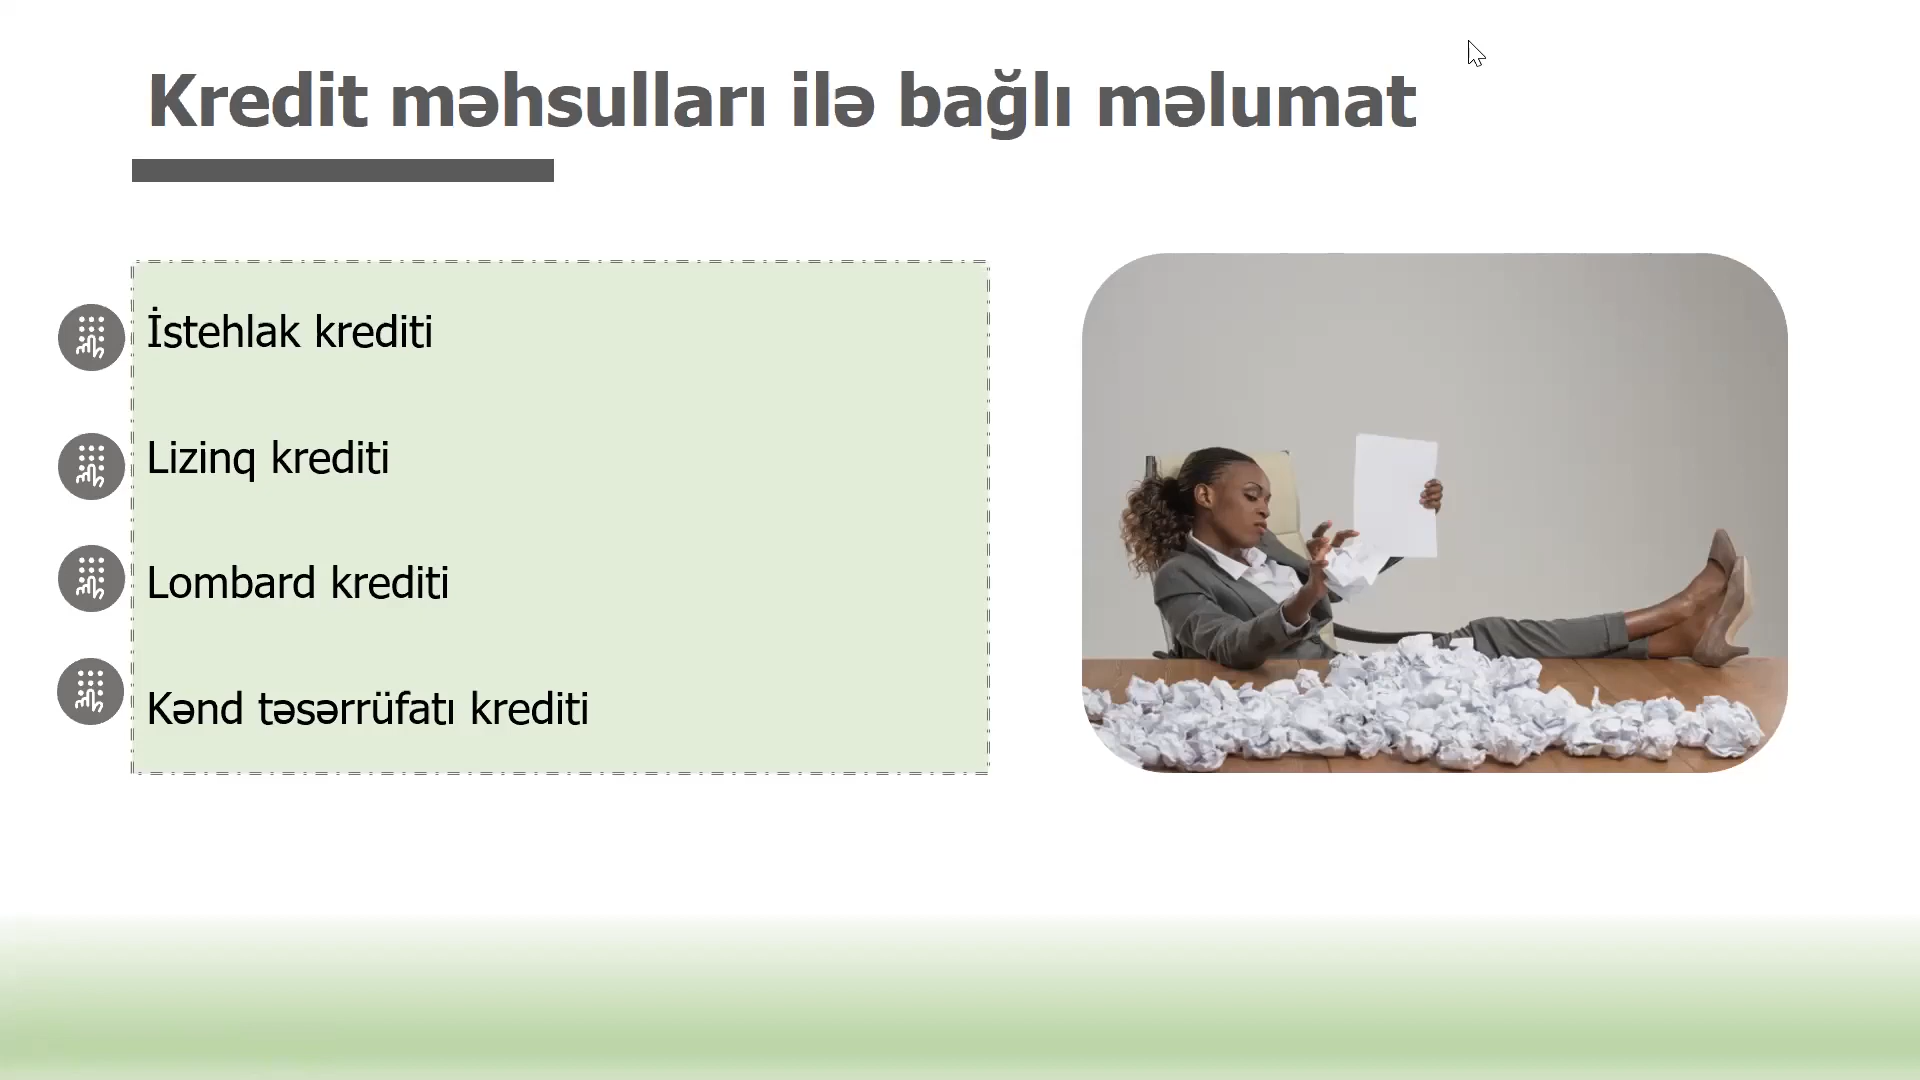 Kredit məhsulları ilə bağlı məlumat
İstehlak krediti
Lizinq krediti
Lombard krediti
Kənd təsərrüfatı krediti